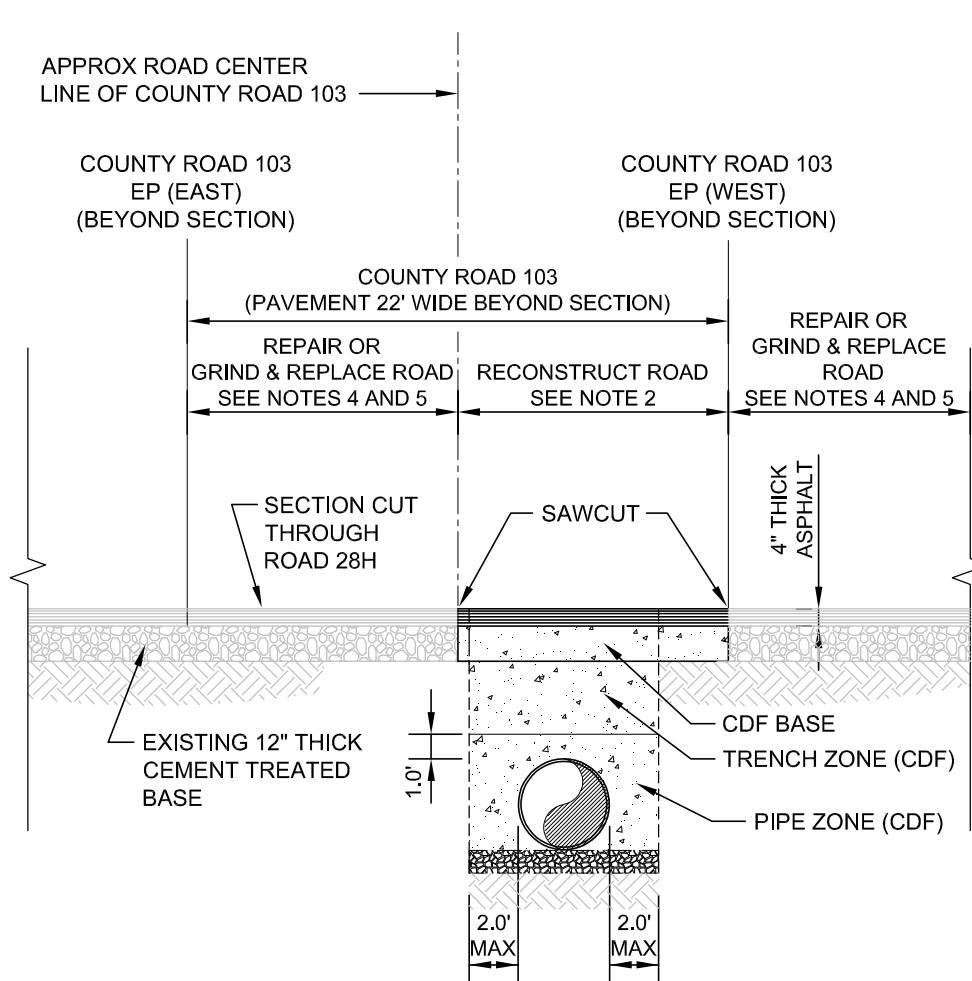 APPROX ROAD CENTER
LINE OF COUNTY ROAD 103
COUNTY ROAD 103
EP (EAST)
(BEYOND SECTION)
COUNTY ROAD 103
EP (WEST)
(BEYOND SECTION)
COUNTY ROAD 103
(PAVEMENT 22' WIDE BEYOND SECTION)
REPAIR OR
GRIND & REPLACE ROAD
SEE NOTES 4 AND 5
RECONSTRUCT ROAD
SEE NOTE 2
REPAIR OR
GRIND & REPLACE
ROAD
SEE NOTES 4 AND 5
SECTION CUT
THROUGH
ROAD 28H
SAWCUT
4" THICK
ASPHALT
EXISTING 12" THICK
CEMENT TREATED
BASE
1.0'
CDF BASE
TRENCH ZONE (CDF)
PIPE ZONE (CDF)
2.0'
MAX
2.0'
MAX